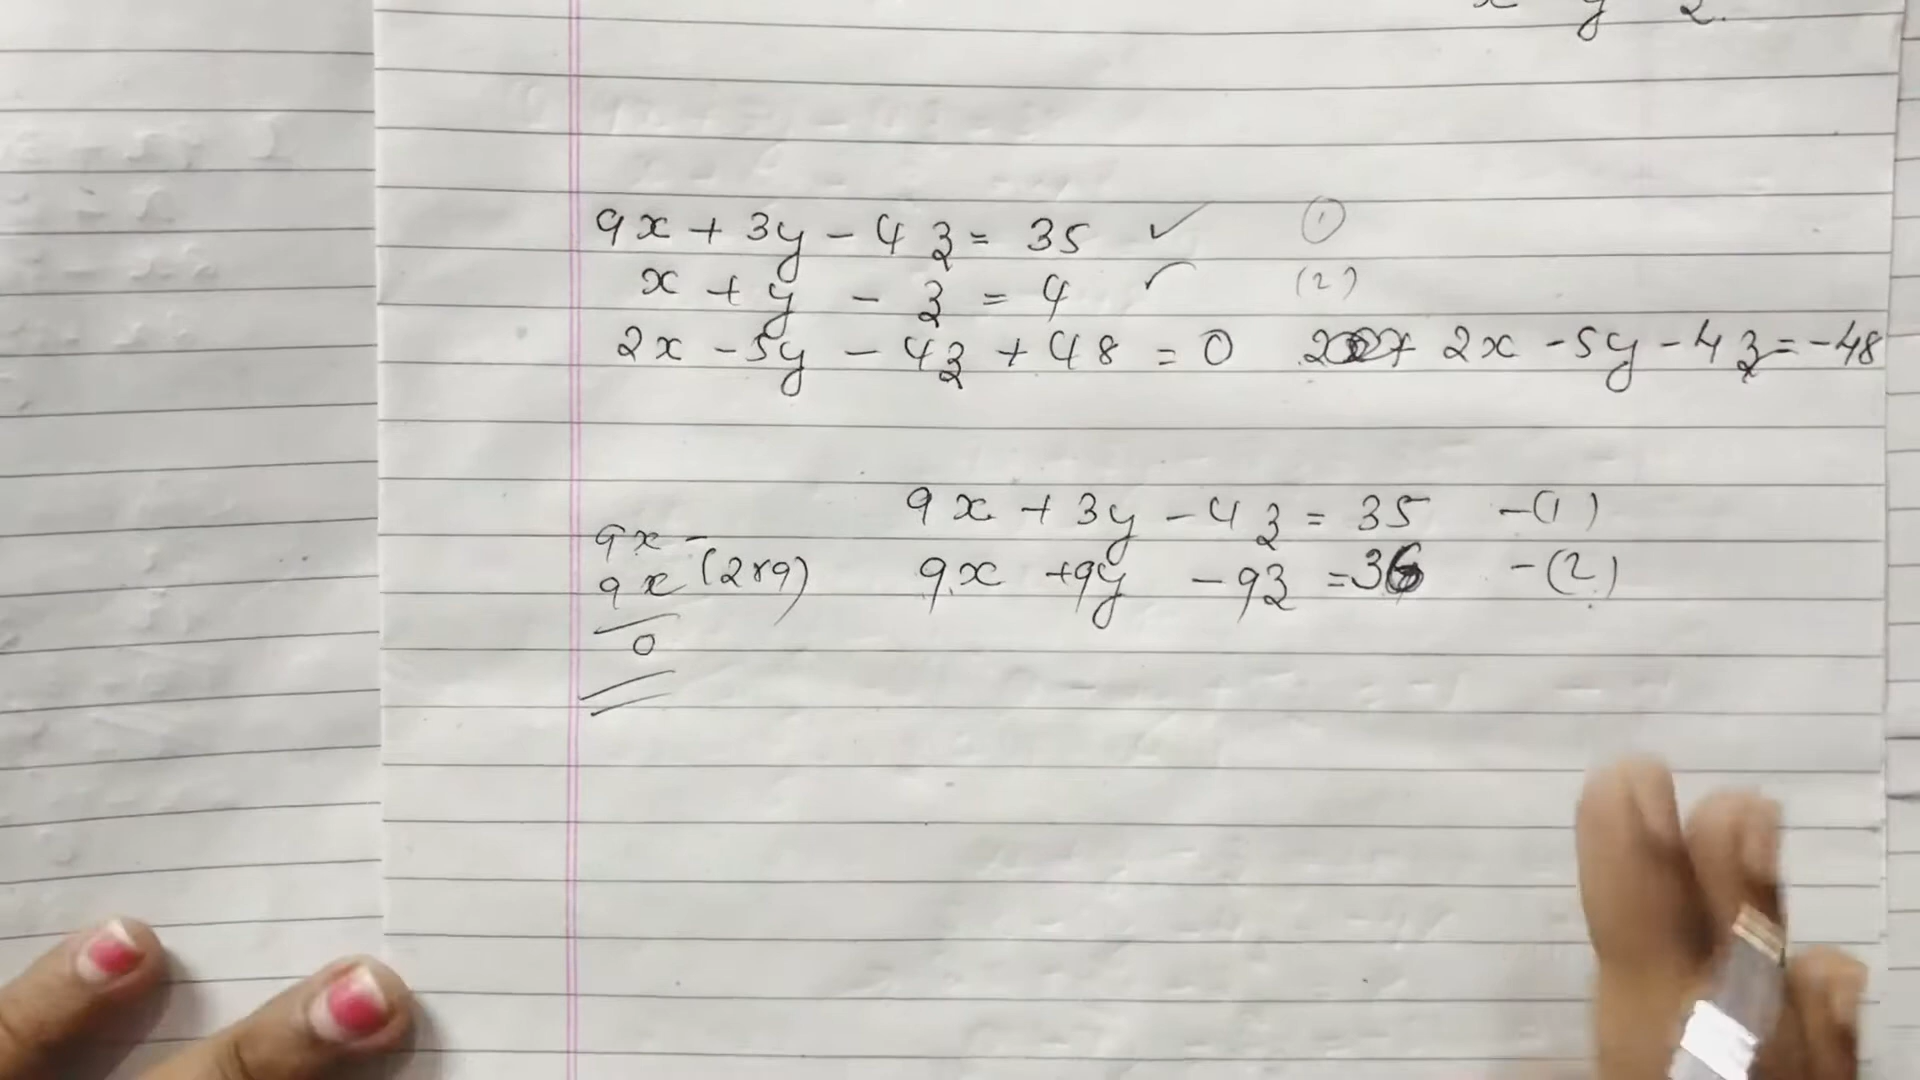 x y z
9x + 3y - 4z = 35 ✓ (1)
x + y - z = 4 ✓ (2)
2x - 5y - 4z + 48 = 0 2x - 5y - 4z = -48
9x + 3y - 4z = 35 -(1)
9x -
9x (2×9) 9x + 9y - 9z = 36 -(2)
0